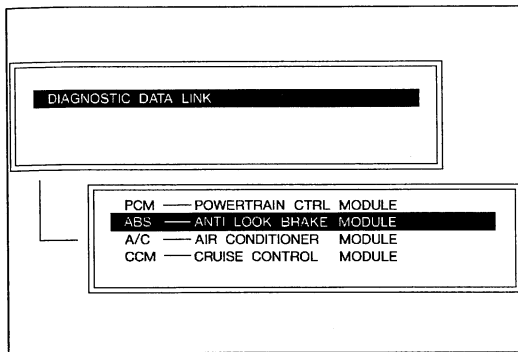 DIAGNOSTIC DATA LINK
PCM — POWERTRAIN CTRL MODULE
ABS — ANTI LOOK BRAKE MODULE
A/C — AIR CONDITIONER MODULE
CCM — CRUISE CONTROL MODULE